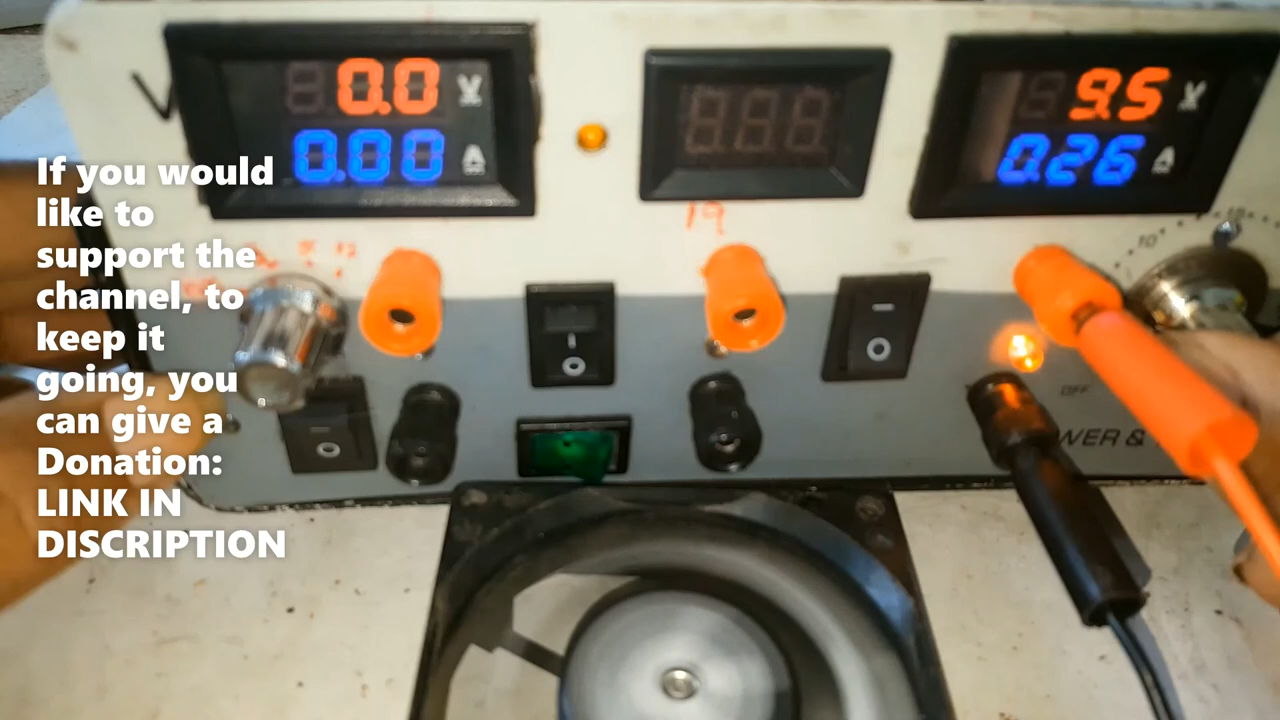 0.0 V
0.00 A
9.5 V
0.26 A
If you would
like to
support the
channel, to
keep it
going, you
can give a
Donation:
LINK IN
DISCRIPTION
19
10
OFF
WER &